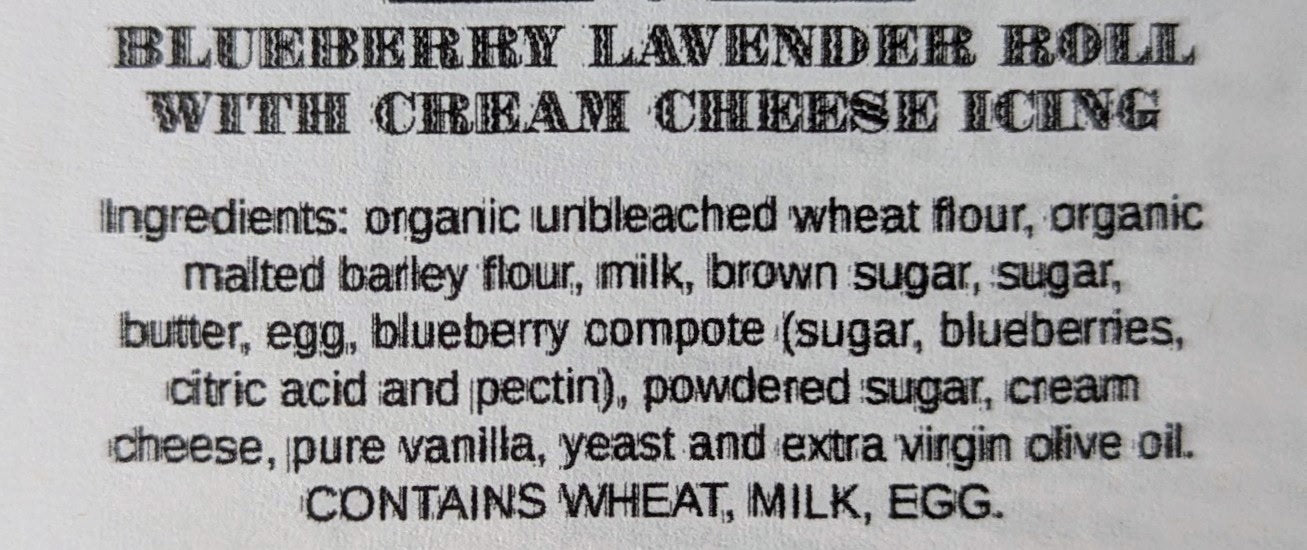 BLUEBERRY LAVENDER ROLL
WITH CREAM CHEESE ICING
Ingredients: organic unbleached wheat flour, organic
malted barley flour, milk, brown sugar, sugar,
butter, egg, blueberry compote (sugar, blueberries,
citric acid and pectin), powdered sugar, cream
cheese, pure vanilla, yeast and extra virgin olive oil.
CONTAINS WHEAT, MILK, EGG.